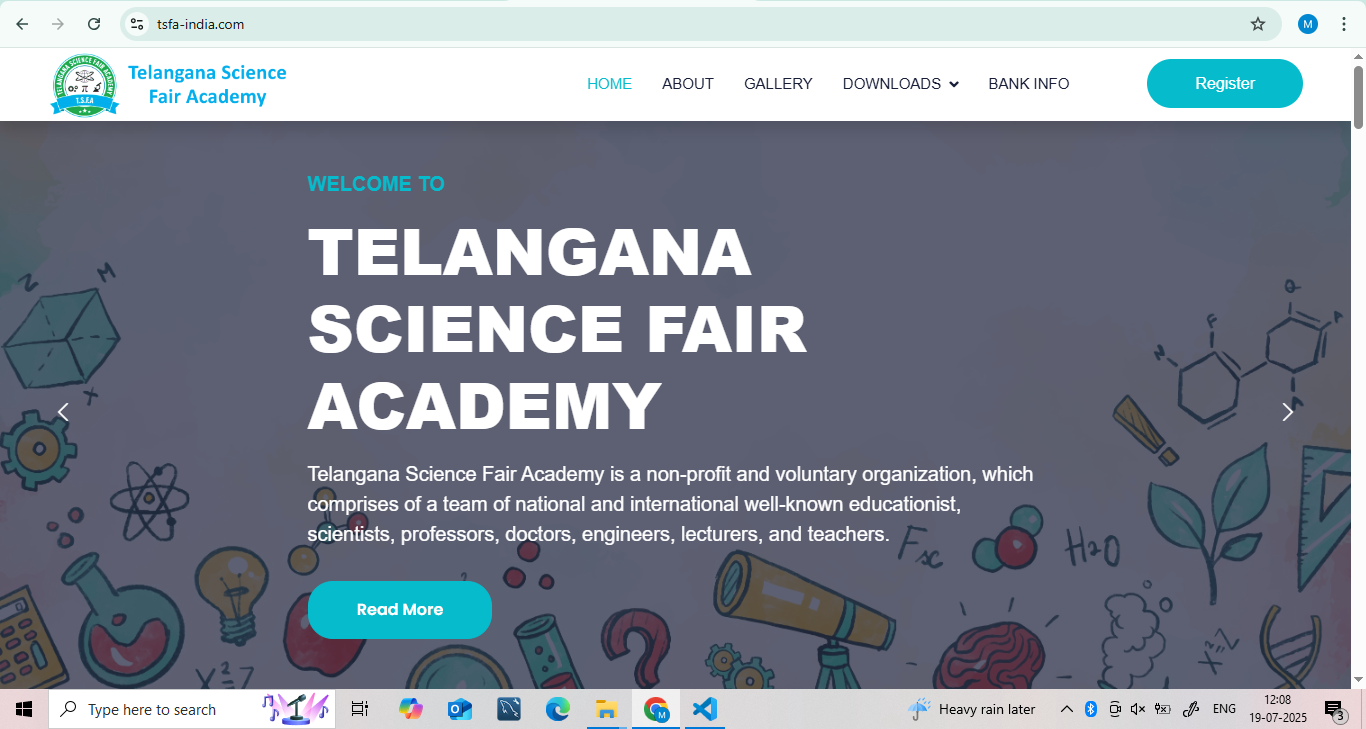 tsfa-india.com
M
TELANGANA SCIENCE FAIR ACADEMY
T.S.F.A
Telangana Science
Fair Academy
HOME
ABOUT
GALLERY
DOWNLOADS
BANK INFO
Register
WELCOME TO
TELANGANA
SCIENCE FAIR
ACADEMY
Telangana Science Fair Academy is a non-profit and voluntary organization, which
comprises of a team of national and international well-known educationist,
scientists, professors, doctors, engineers, lecturers, and teachers.
Read More
N
M
x
O
F
A
N
A
Fsc
H2O
Type here to search
M
Heavy rain later
ENG
12:08
19-07-2025
3